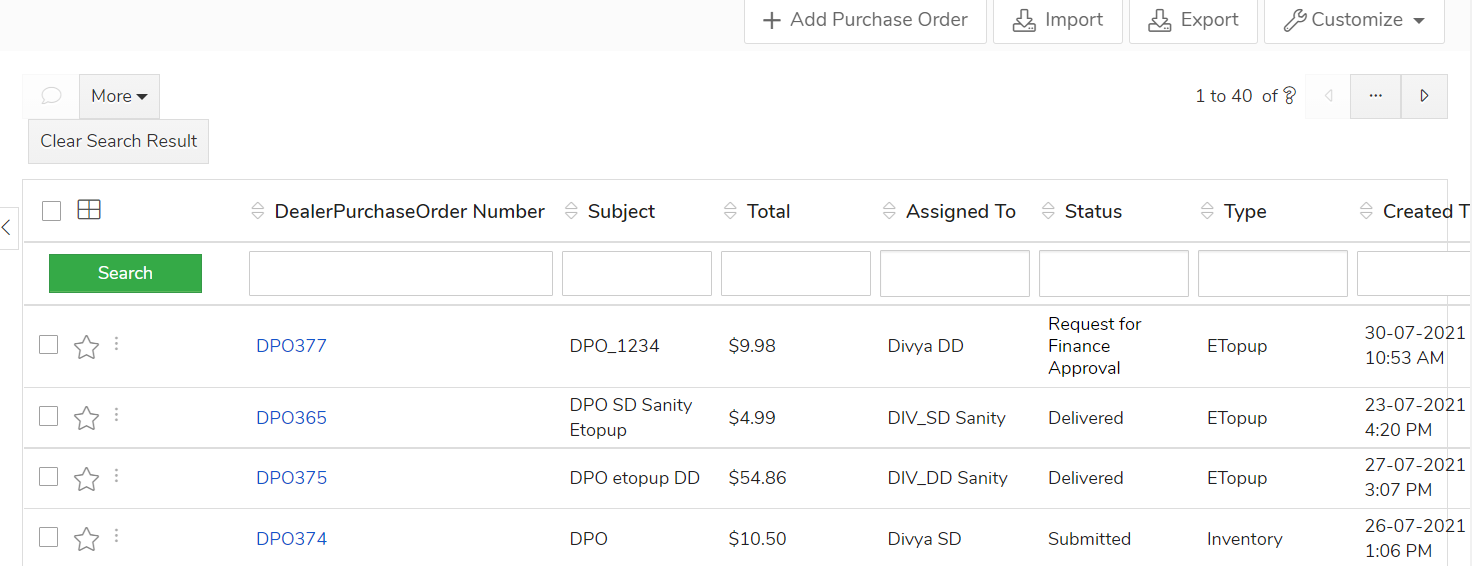 Add Purchase Order Import Export Customize
More 1 to 40 of ? ...
Clear Search Result
DealerPurchaseOrder Number Subject Total Assigned To Status Type Created T
Search
DPO377 DPO_1234 $9.98 Divya DD Request for Finance Approval ETopup 30-07-2021 10:53 AM
DPO365 DPO SD Sanity Etopup $4.99 DIV_SD Sanity Delivered ETopup 23-07-2021 4:20 PM
DPO375 DPO etopup DD $54.86 DIV_DD Sanity Delivered ETopup 27-07-2021 3:07 PM
DPO374 DPO $10.50 Divya SD Submitted Inventory 26-07-2021 1:06 PM